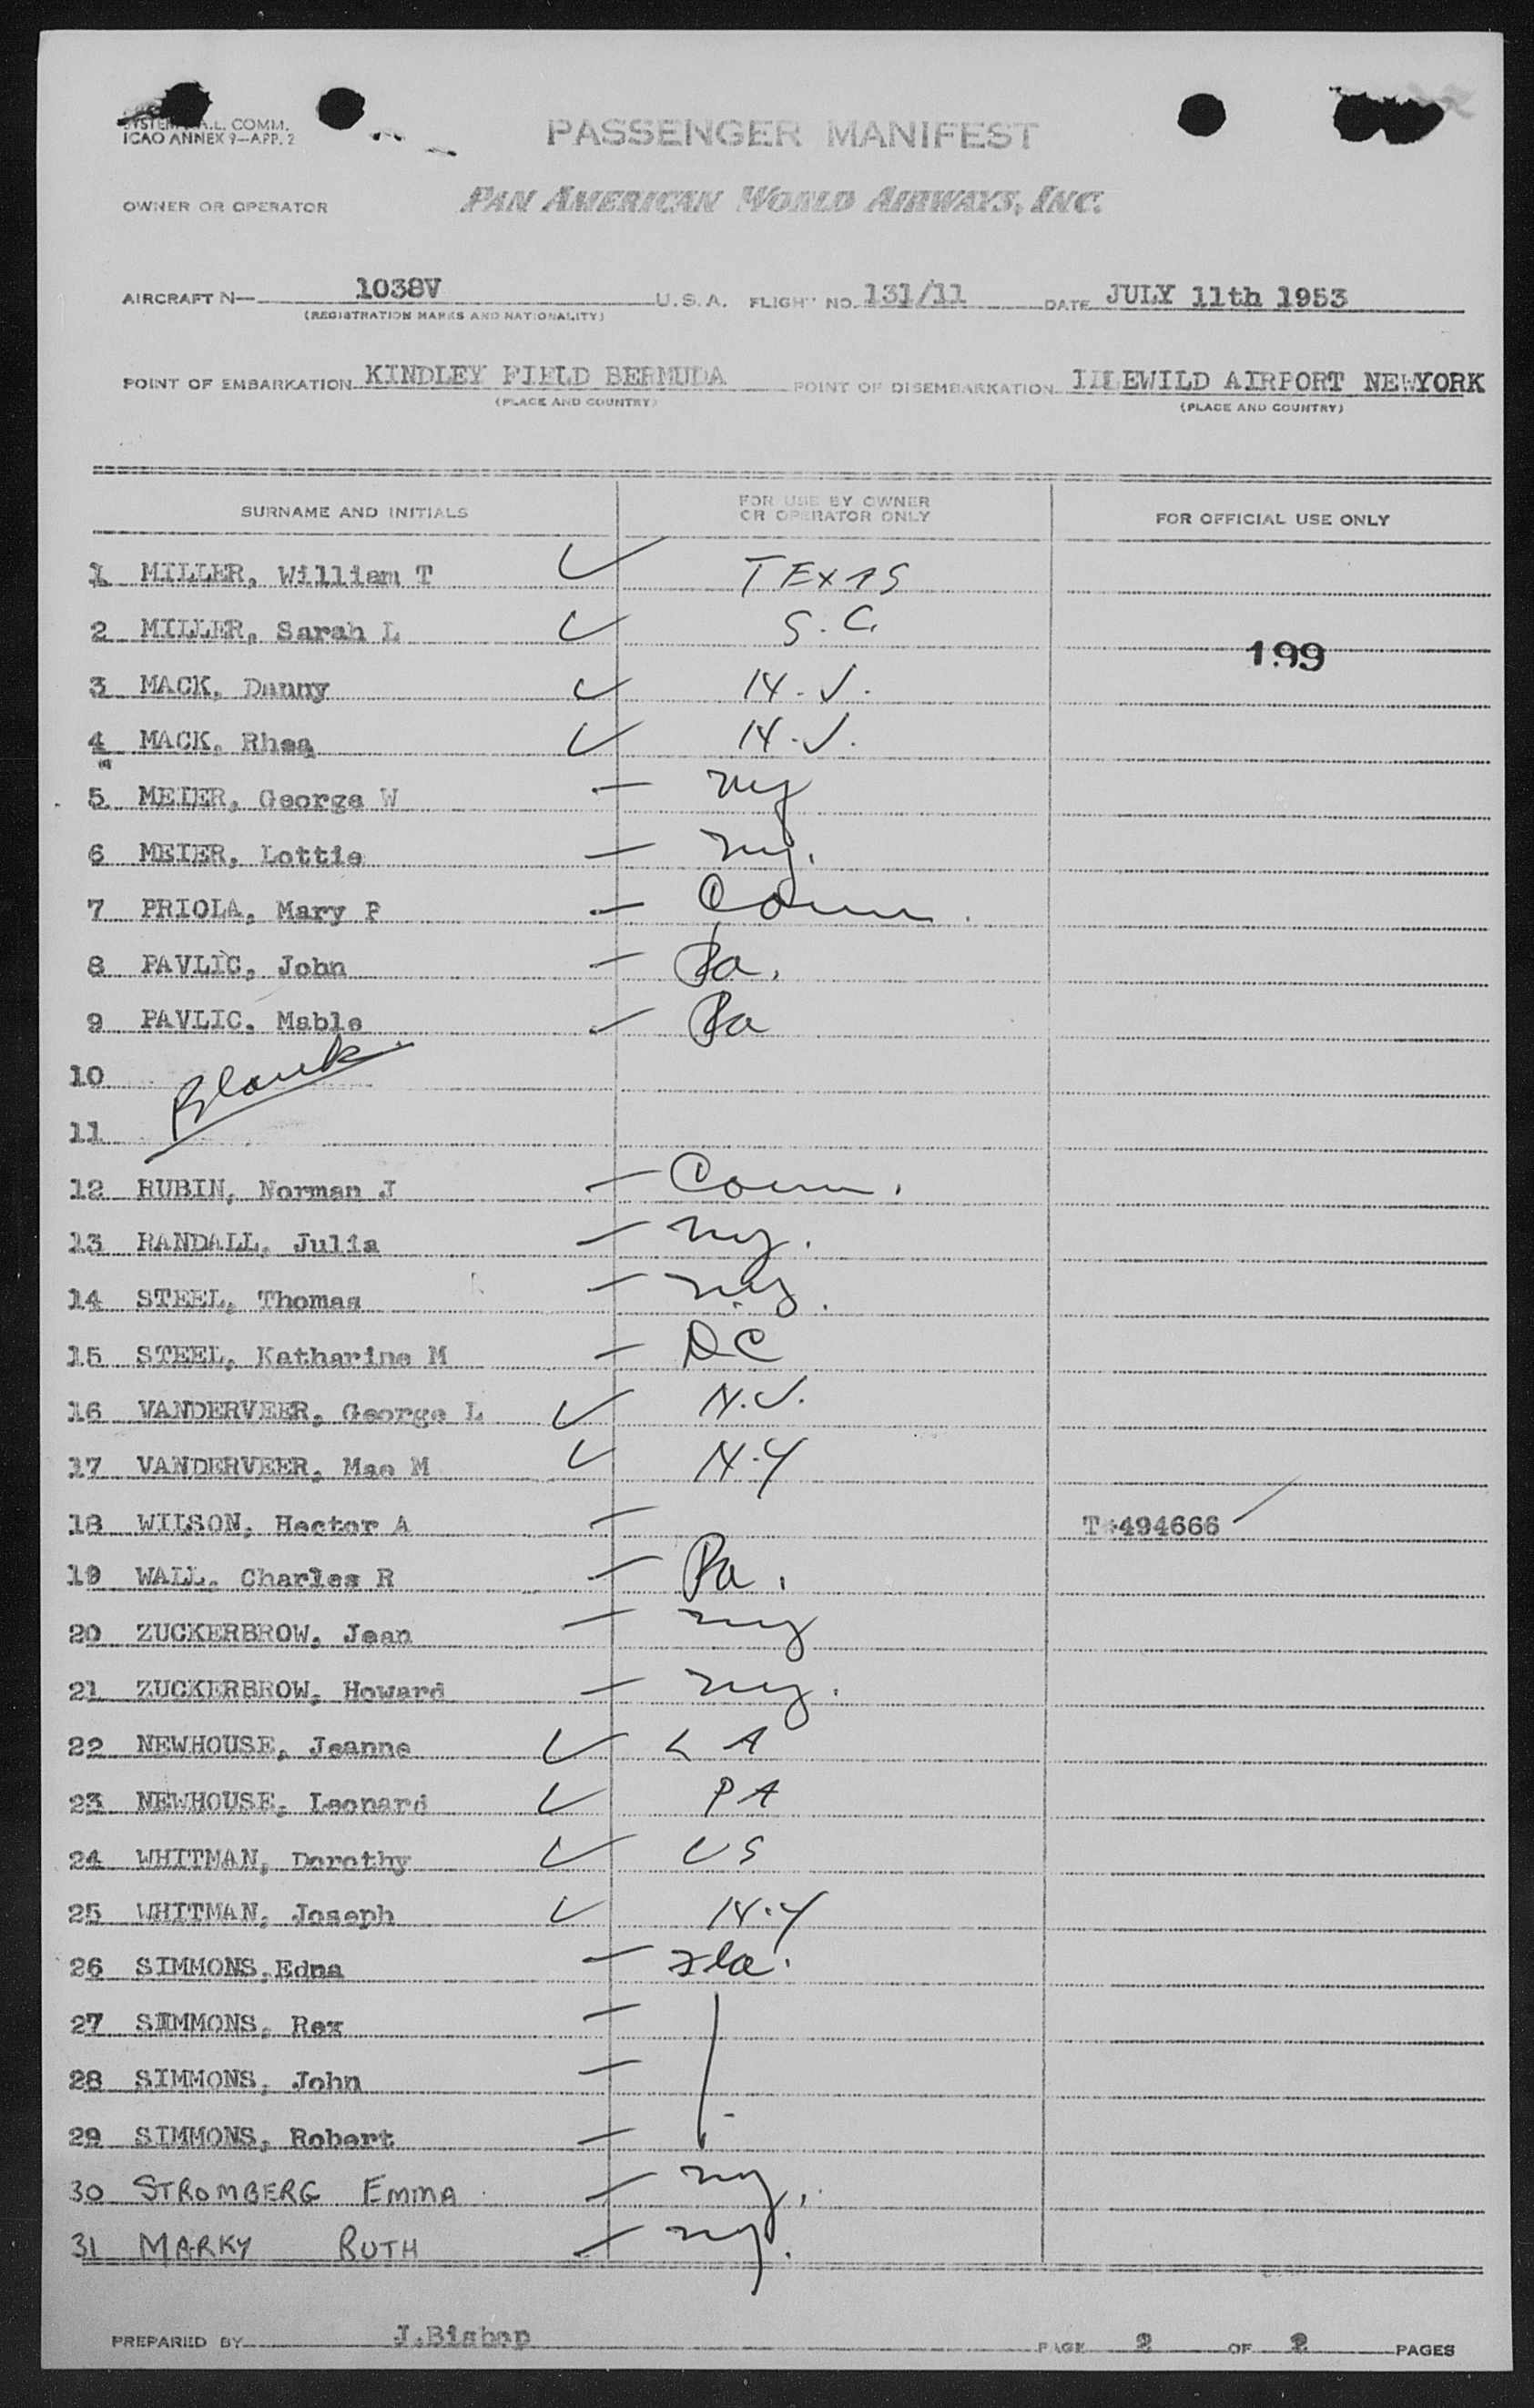 SYSTEM A.L. COMM.
ICAO ANNEX 9—APP. 2
PASSENGER MANIFEST
OWNER OR OPERATOR PAN AMERICAN WORLD AIRWAYS, INC.
AIRCRAFT N— 1038V U.S.A. FLIGHT NO. 131/11 DATE JULY 11th 1953
(REGISTRATION MARKS AND NATIONALITY)
POINT OF EMBARKATION KINDLEY FIELD BERMUDA POINT OF DISEMBARKATION IDLEWILD AIRPORT NEWYORK
(PLACE AND COUNTRY) (PLACE AND COUNTRY)
SURNAME AND INITIALS FOR USE BY OWNER OR OPERATOR ONLY FOR OFFICIAL USE ONLY
1 MILLER, William T ✓ TEXAS
2 MILLER, Sarah L ✓ S.C. 199
3 MACK, Danny ✓ N.J.
4 MACK, Rhea ✓ N.J.
5 MEIER, George W — ny
6 MEIER, Lottie — ny.
7 PRIOLA, Mary P — Conn.
8 PAVLIC, John — Pa.
9 PAVLIC, Mable — Pa
10 Blank.
11
12 RUBIN, Norman J — Conn.
13 RANDALL, Julia — ny.
14 STEEL, Thomas — ny.
15 STEEL, Katharine M — DC
16 VANDERVEER, George L ✓ N.J.
17 VANDERVEER, Mae M ✓ N.Y
18 WILSON, Hector A — T*494666 ✓
19 WALL, Charles R — Pa.
20 ZUCKERBROW, Jean — ny
21 ZUCKERBROW, Howard — ny.
22 NEWHOUSE, Jeanne ✓ LA
23 NEWHOUSE, Leonard ✓ PA
24 WHITMAN, Dorothy ✓ US
25 WHITMAN, Joseph ✓ N.Y
26 SIMMONS, Edna — Fla.
27 SIMMONS, Rex —
28 SIMMONS, John —
29 SIMMONS, Robert —
30 STROMBERG EMMA — ny.
31 MARKY RUTH — ny.
PREPARED BY J.Bishop PAGE 2 OF 2 PAGES